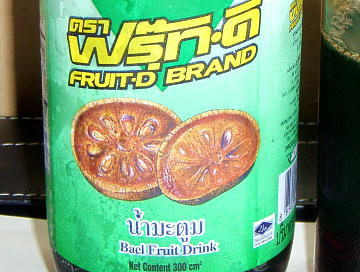 ตรา
ฟรุ๊ท·ดี
FRUIT·D BRAND
น้ำมะตูม
Bael Fruit Drink
Net Content 300 cm³